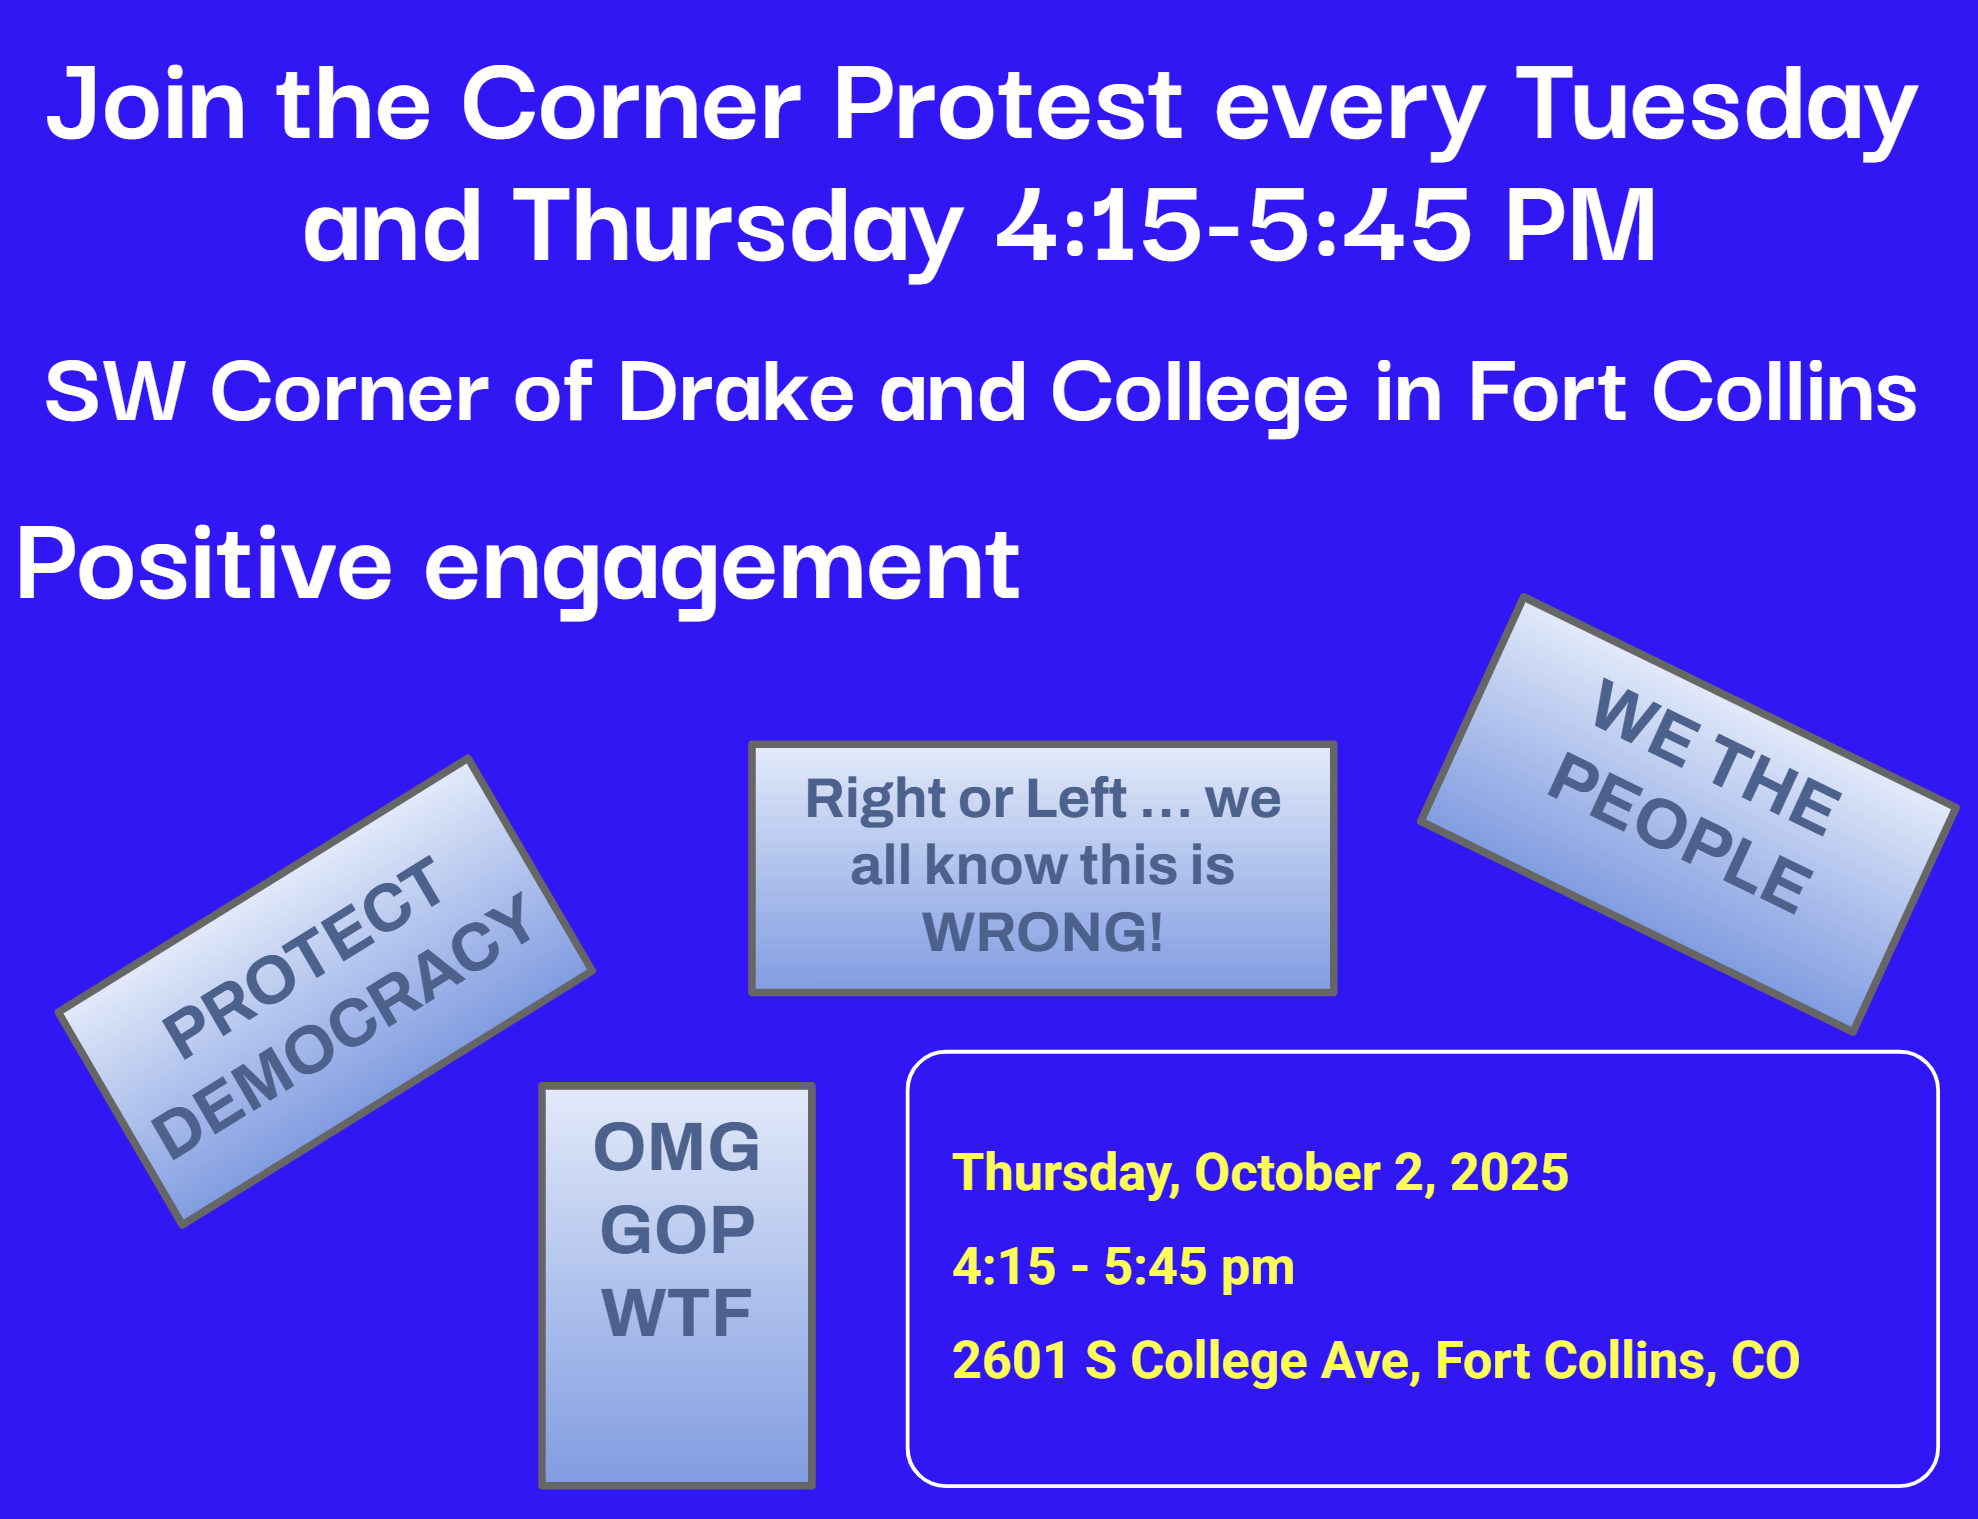 Join the Corner Protest every Tuesday
and Thursday 4:15-5:45 PM
SW Corner of Drake and College in Fort Collins
Positive engagement
WE THE
PEOPLE
Right or Left ... we
all know this is
WRONG!
PROTECT
DEMOCRACY
OMG
GOP
WTF
Thursday, October 2, 2025
4:15 - 5:45 pm
2601 S College Ave, Fort Collins, CO